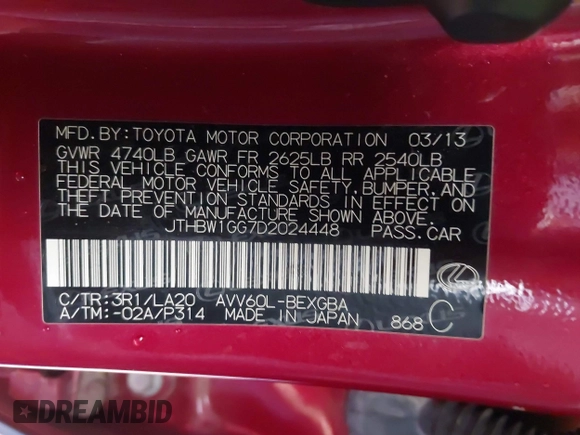 MFD.BY:TOYOTA MOTOR CORPORATION 03/13
GVWR 4740LB GAWR FR 2625LB RR 2540LB
THIS VEHICLE CONFORMS TO ALL APPLICABLE
FEDERAL MOTOR VEHICLE SAFETY,BUMPER,AND
THEFT PREVENTION STANDARDS IN EFFECT ON
THE DATE OF MANUFACTURE SHOWN ABOVE.
JTHBW1GG7D2024448 PASS.CAR
C/TR:3R1/LA20 AVV60L-BEXGBA
A/TM:-02A/P314 MADE IN JAPAN 868 C
DREAMBID